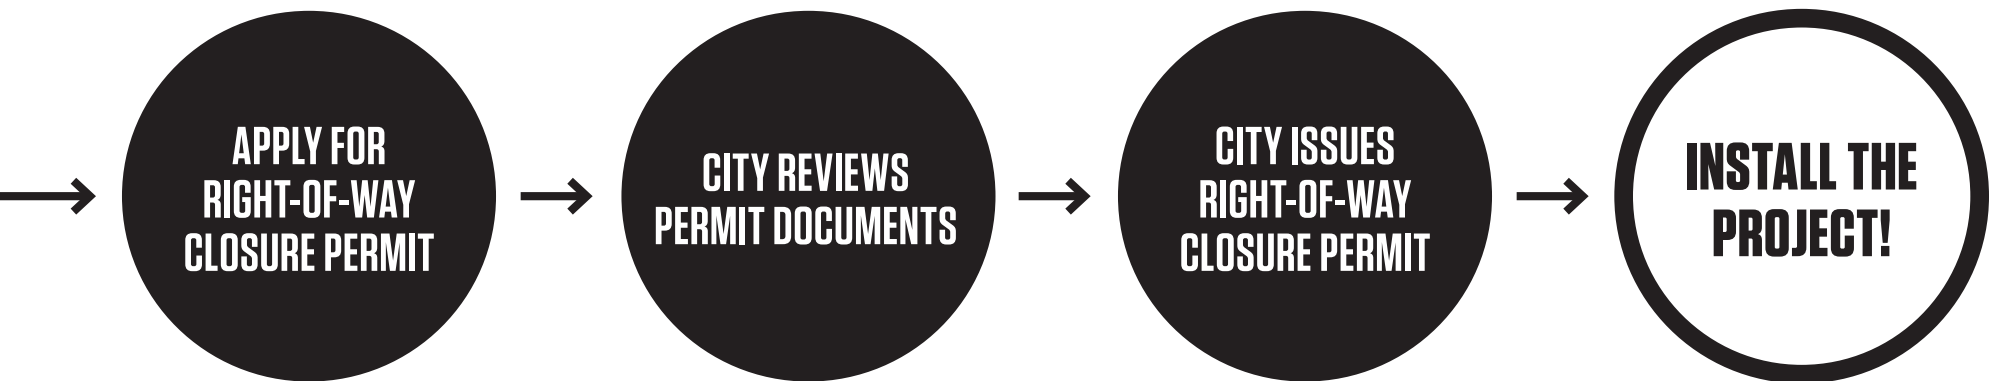 APPLY FOR
RIGHT-OF-WAY
CLOSURE PERMIT
CITY REVIEWS
PERMIT DOCUMENTS
CITY ISSUES
RIGHT-OF-WAY
CLOSURE PERMIT
INSTALL THE
PROJECT!